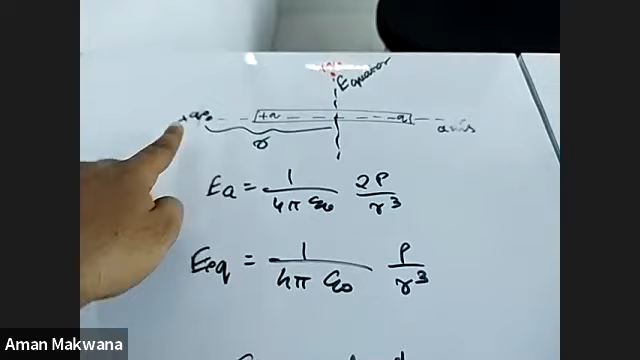 Equator
+q₀ +q -q axis
r
Ea = 1/4πε₀ 2P/r³
Eeq = 1/4πε₀ P/r³
Aman Makwana